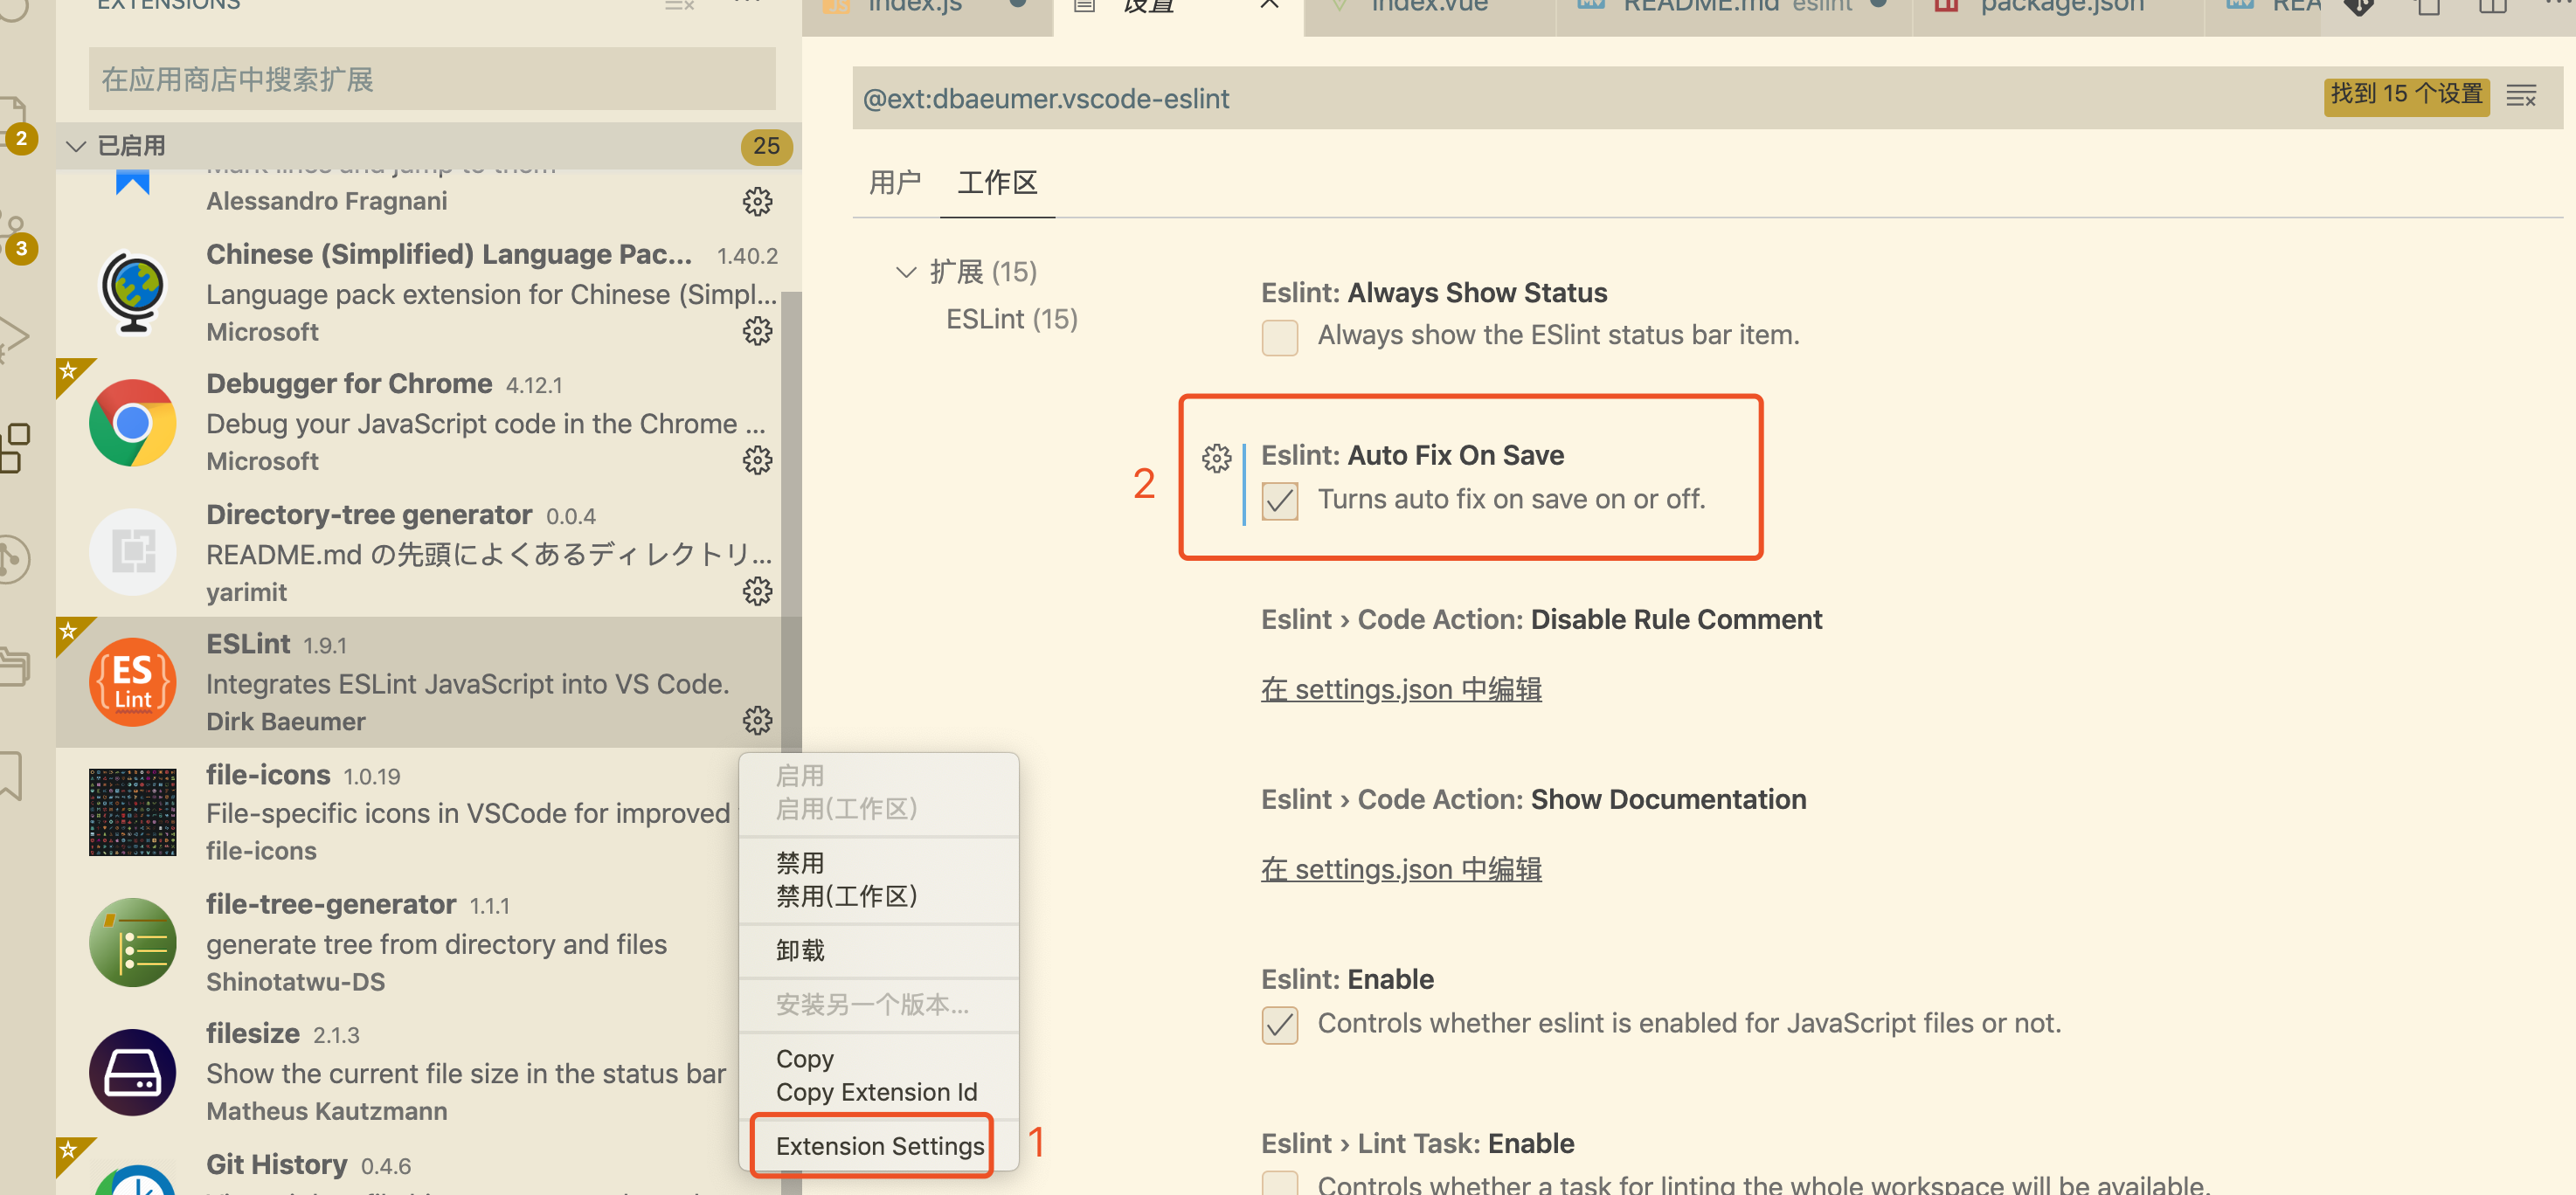 EXTENSIONS
在应用商店中搜索扩展
已启用
25
2
3
Mark lines and jump to them
Alessandro Fragnani
Chinese (Simplified) Language Pac... 1.40.2
Language pack extension for Chinese (Simpl...
Microsoft
Debugger for Chrome 4.12.1
Debug your JavaScript code in the Chrome ...
Microsoft
Directory-tree generator 0.0.4
README.md の先頭によくあるディレクトリ...
yarimit
ESLint 1.9.1
Integrates ESLint JavaScript into VS Code.
Dirk Baeumer
ES
Lint
file-icons 1.0.19
File-specific icons in VSCode for improved
file-icons
file-tree-generator 1.1.1
generate tree from directory and files
Shinotatwu-DS
filesize 2.1.3
Show the current file size in the status bar
Matheus Kautzmann
Git History 0.4.6
启用
启用(工作区)
禁用
禁用(工作区)
卸载
安装另一个版本...
Copy
Copy Extension Id
Extension Settings
1
index.js
设置
index.vue
README.md eslint
package.json
REA
@ext:dbaeumer.vscode-eslint
找到 15 个设置
用户 工作区
扩展 (15)
ESLint (15)
Eslint: Always Show Status
Always show the ESlint status bar item.
2
Eslint: Auto Fix On Save
Turns auto fix on save on or off.
Eslint › Code Action: Disable Rule Comment
在 settings.json 中编辑
Eslint › Code Action: Show Documentation
在 settings.json 中编辑
Eslint: Enable
Controls whether eslint is enabled for JavaScript files or not.
Eslint › Lint Task: Enable
Controls whether a task for linting the whole workspace will be available.